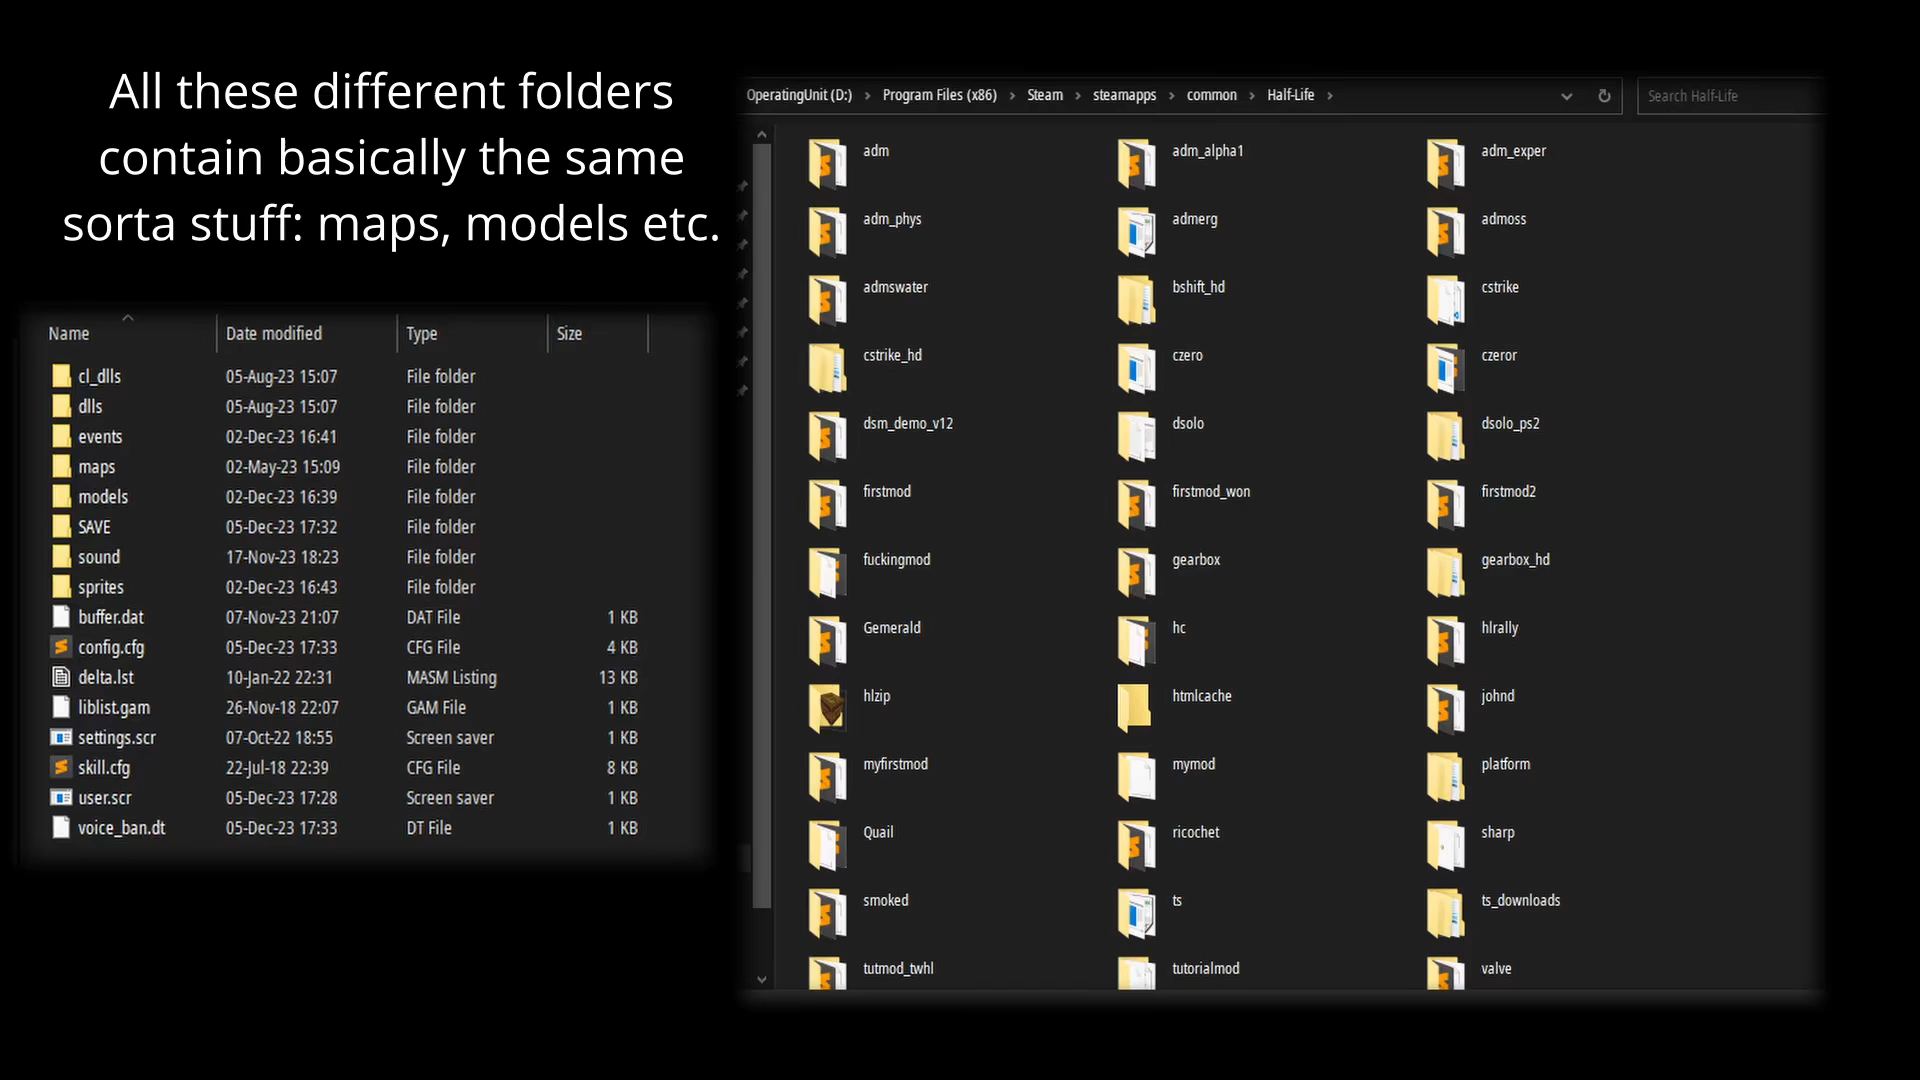 All these different folders
contain basically the same
sorta stuff: maps, models etc.
Name Date modified Type Size
cl_dlls 05-Aug-23 15:07 File folder
dlls 05-Aug-23 15:07 File folder
events 02-Dec-23 16:41 File folder
maps 02-May-23 15:09 File folder
models 02-Dec-23 16:39 File folder
SAVE 05-Dec-23 17:32 File folder
sound 17-Nov-23 18:23 File folder
sprites 02-Dec-23 16:43 File folder
buffer.dat 07-Nov-23 21:07 DAT File 1 KB
config.cfg 05-Dec-23 17:33 CFG File 4 KB
delta.lst 10-Jan-22 22:31 MASM Listing 13 KB
liblist.gam 26-Nov-18 22:07 GAM File 1 KB
settings.scr 07-Oct-22 18:55 Screen saver 1 KB
skill.cfg 22-Jul-18 22:39 CFG File 8 KB
user.scr 05-Dec-23 17:28 Screen saver 1 KB
voice_ban.dt 05-Dec-23 17:33 DT File 1 KB
OperatingUnit (D:) › Program Files (x86) › Steam › steamapps › common › Half-Life ›
Search Half-Life
adm adm_alpha1 adm_exper
adm_phys admerg admoss
admswater bshift_hd cstrike
cstrike_hd czero czeror
dsm_demo_v12 dsolo dsolo_ps2
firstmod firstmod_won firstmod2
fuckingmod gearbox gearbox_hd
Gemerald hc hlrally
hlzip htmlcache johnd
myfirstmod mymod platform
Quail ricochet sharp
smoked ts ts_downloads
tutmod_twhl tutorialmod valve